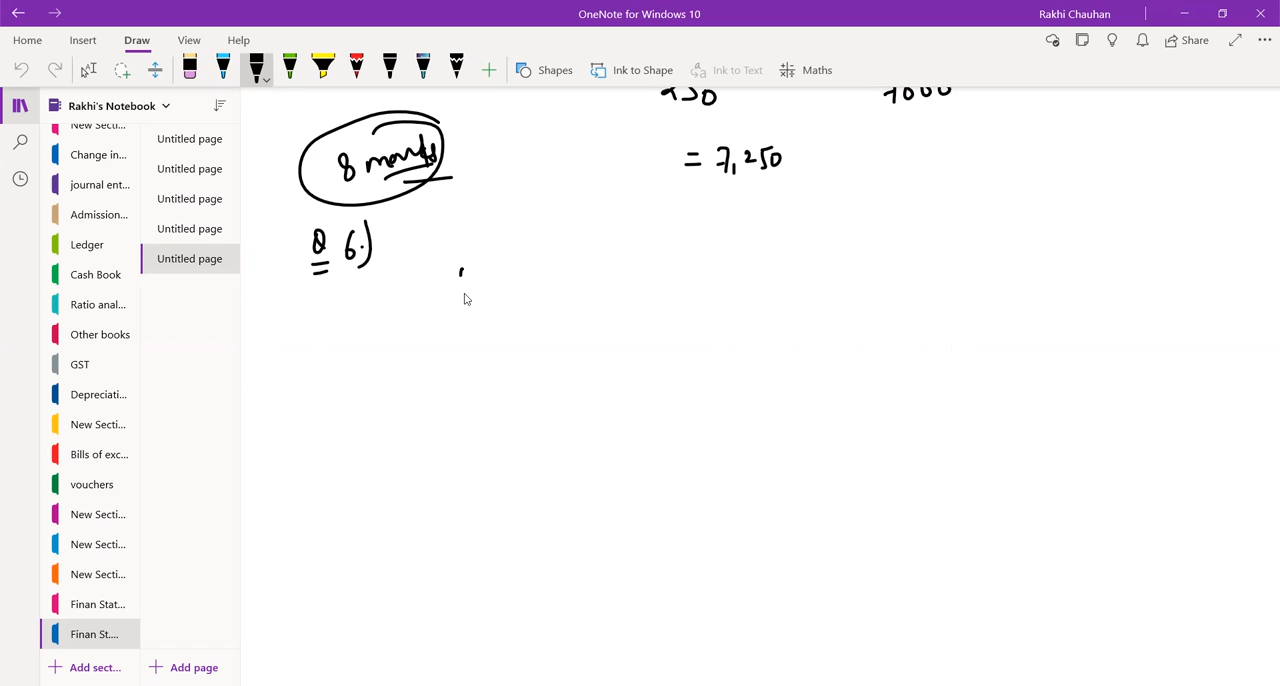 OneNote for Windows 10
Rakhi Chauhan
Home
Insert
Draw
View
Help
Share
Shapes
Ink to Shape
Ink to Text
Maths
Rakhi's Notebook
New Secti...
Change in...
journal ent...
Admission...
Ledger
Cash Book
Ratio anal...
Other books
GST
Depreciati...
New Secti...
Bills of exc...
vouchers
New Secti...
New Secti...
New Secti...
Finan Stat...
Finan St....
Add sect...
Untitled page
Untitled page
Untitled page
Untitled page
Untitled page
Add page
250 7000
8 marks
= 7,250
Q 6.)